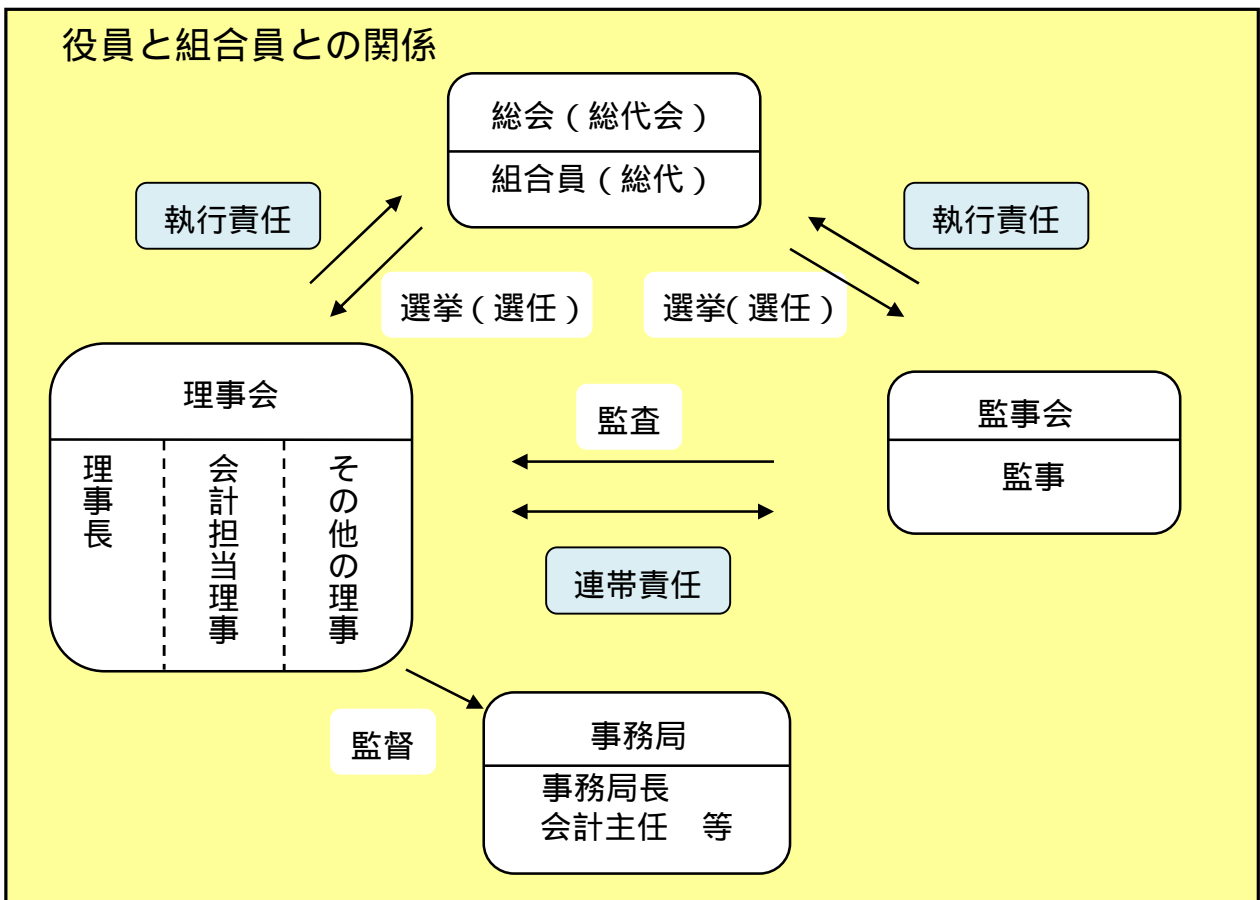 役員と組合員との関係
総会(総代会)
組合員(総代)
執行責任
執行責任
選挙(選任)
選挙(選任)
理事会
理事長
会計担当理事
その他の理事
監査
監事会
監事
連帯責任
監督
事務局
事務局長
会計主任　等